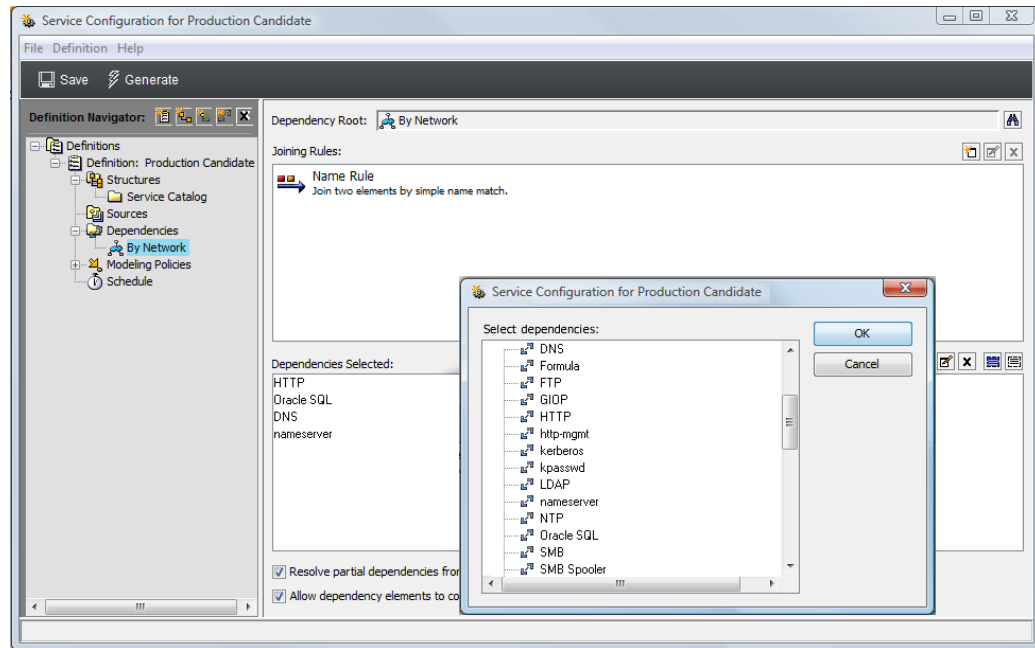 Service Configuration for Production Candidate
File Definition Help
Save Generate
Definition Navigator:
Definitions
Definition: Production Candidate
Structures
Service Catalog
Sources
Dependencies
By Network
Modeling Policies
Schedule
Dependency Root: By Network
Joining Rules:
Name Rule
Join two elements by simple name match.
Dependencies Selected:
HTTP
Oracle SQL
DNS
nameserver
Resolve partial dependencies from
Allow dependency elements to co
Service Configuration for Production Candidate
Select dependencies:
DNS
Formula
FTP
GIOP
HTTP
http-mgmt
kerberos
kpasswd
LDAP
nameserver
NTP
Oracle SQL
SMB
SMB Spooler
OK
Cancel